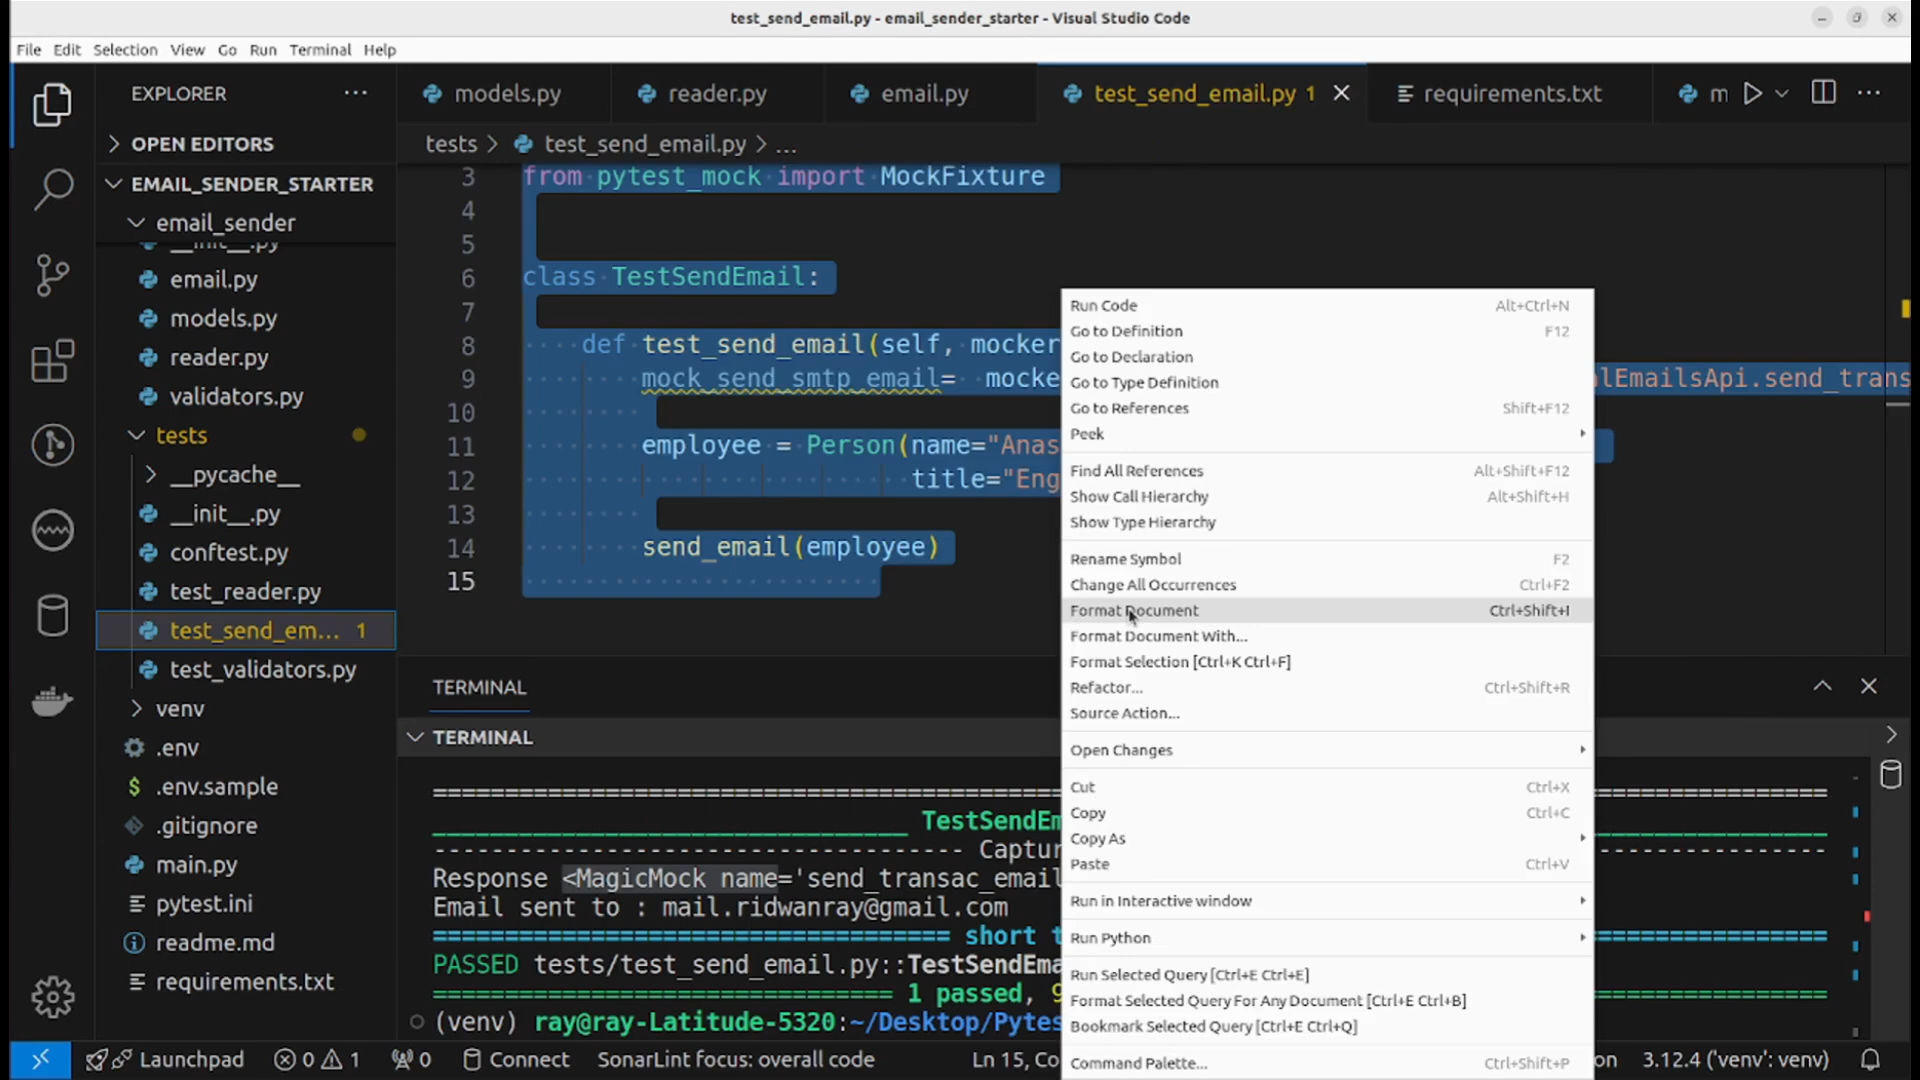 test_send_email.py - email_sender_starter - Visual Studio Code
File Edit Selection View Go Run Terminal Help
EXPLORER
OPEN EDITORS
EMAIL_SENDER_STARTER
email_sender
__init__.py
email.py
models.py
reader.py
validators.py
tests
__pycache__
__init__.py
conftest.py
test_reader.py
test_send_em... 1
test_validators.py
venv
.env
.env.sample
.gitignore
main.py
pytest.ini
readme.md
requirements.txt
models.py reader.py email.py test_send_email.py 1 requirements.txt m
tests > test_send_email.py > ...
3 from pytest_mock import MockFixture
4
5
6 class TestSendEmail:
7
8 def test_send_email(self, mocker
9 mock_send_smtp_email= mocke lEmailsApi.send_trans
10
11 employee = Person(name="Anas
12 title="Eng
13
14 send_email(employee)
15
Run Code Alt+Ctrl+N
Go to Definition F12
Go to Declaration
Go to Type Definition
Go to References Shift+F12
Peek
Find All References Alt+Shift+F12
Show Call Hierarchy Alt+Shift+H
Show Type Hierarchy
Rename Symbol F2
Change All Occurrences Ctrl+F2
Format Document Ctrl+Shift+I
Format Document With...
Format Selection [Ctrl+K Ctrl+F]
Refactor... Ctrl+Shift+R
Source Action...
Open Changes
Cut Ctrl+X
Copy Ctrl+C
Copy As
Paste Ctrl+V
Run in Interactive window
Run Python
Run Selected Query [Ctrl+E Ctrl+E]
Format Selected Query For Any Document [Ctrl+E Ctrl+B]
Bookmark Selected Query [Ctrl+E Ctrl+Q]
Command Palette... Ctrl+Shift+P
TERMINAL
TERMINAL
TestSendEm
Captur
Response <MagicMock name='send_transac_email
Email sent to : mail.ridwanray@gmail.com
short t
PASSED tests/test_send_email.py::TestSendEma
1 passed, 9
(venv) ray@ray-Latitude-5320:~/Desktop/Pytes
Launchpad 0 1 0 Connect SonarLint focus: overall code Ln 15, Co on 3.12.4 ('venv': venv)